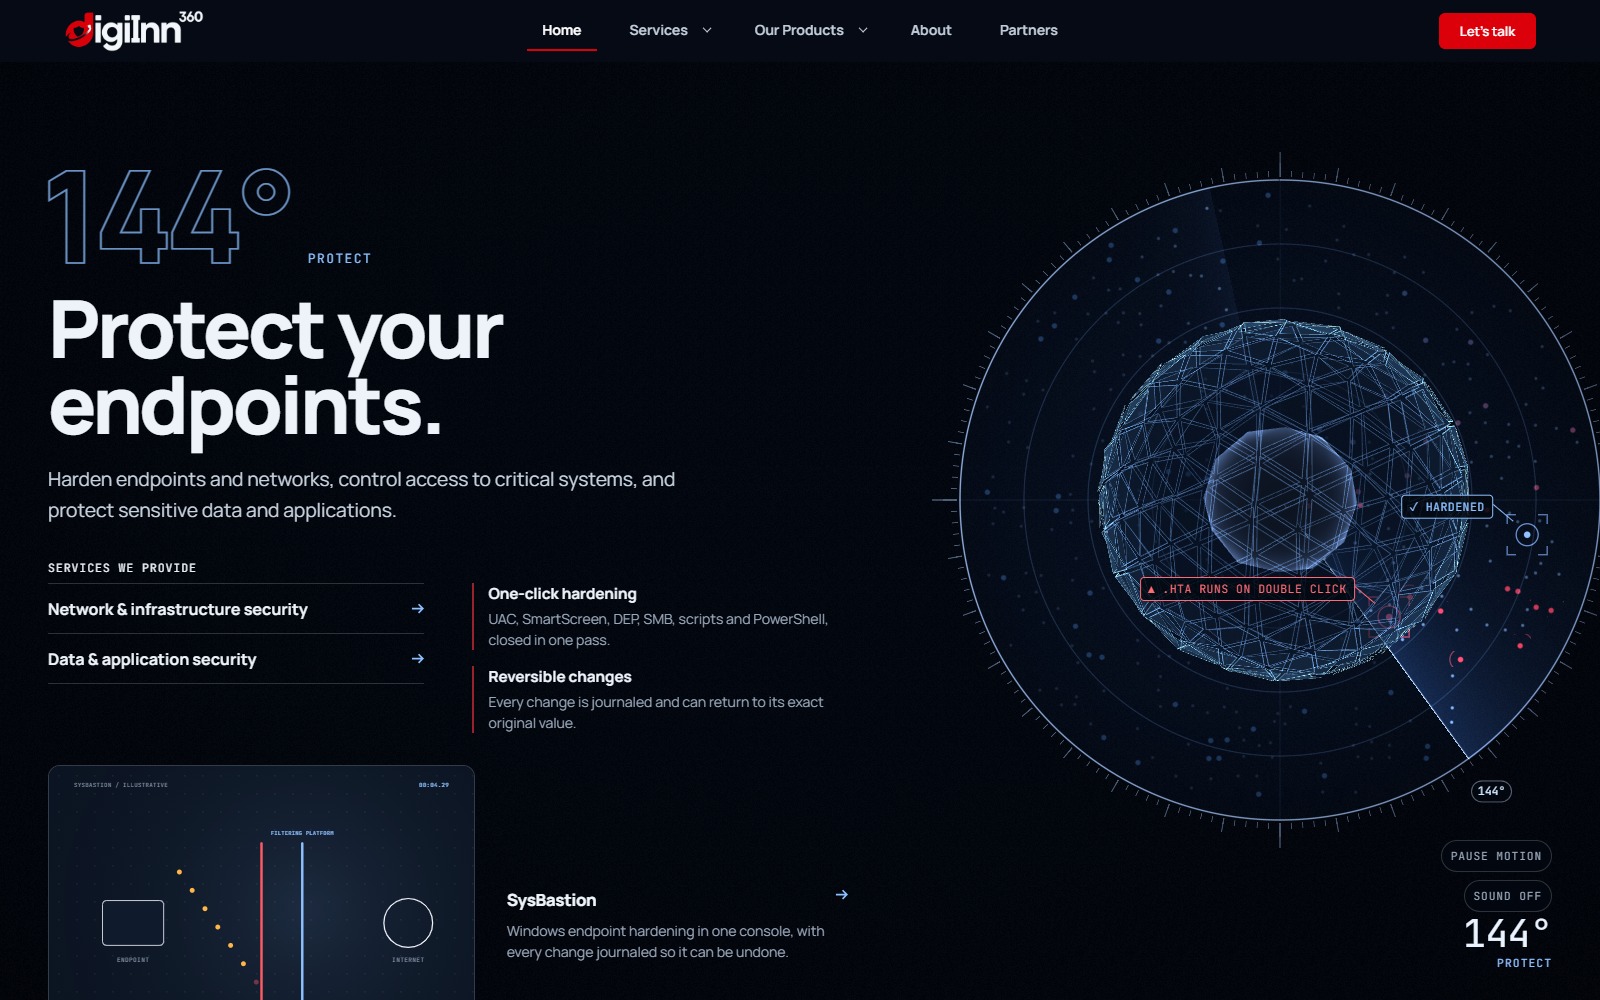 digiInn 360
Home
Services
Our Products
About
Partners
Let's talk
144°
PROTECT
Protect your
endpoints.
Harden endpoints and networks, control access to critical systems, and
protect sensitive data and applications.
SERVICES WE PROVIDE
Network & infrastructure security
Data & application security
One-click hardening
UAC, SmartScreen, DEP, SMB, scripts and PowerShell,
closed in one pass.
Reversible changes
Every change is journaled and can return to its exact
original value.
✓ HARDENED
▲ .HTA RUNS ON DOUBLE CLICK
144°
SYSBASTION / ILLUSTRATIVE
00:04.29
FILTERING PLATFORM
ENDPOINT
INTERNET
SysBastion
Windows endpoint hardening in one console, with
every change journaled so it can be undone.
PAUSE MOTION
SOUND OFF
144°
PROTECT